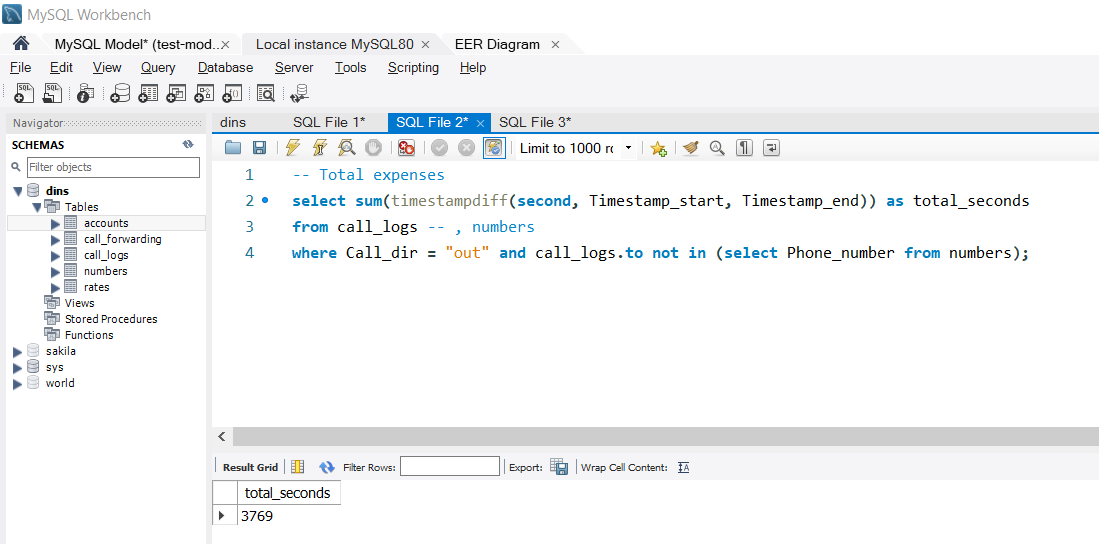 MySQL Workbench
MySQL Model* (test-mod.. × Local instance MySQL80 × EER Diagram ×
File Edit View Query Database Server Tools Scripting Help
Navigator
dins SQL File 1* SQL File 2* × SQL File 3*
SCHEMAS
Filter objects
Limit to 1000 rc
dins
Tables
accounts
call_forwarding
call_logs
numbers
rates
Views
Stored Procedures
Functions
sakila
sys
world
1 -- Total expenses
2 select sum(timestampdiff(second, Timestamp_start, Timestamp_end)) as total_seconds
3 from call_logs -- , numbers
4 where Call_dir = "out" and call_logs.to not in (select Phone_number from numbers);
Result Grid Filter Rows: Export: Wrap Cell Content:
total_seconds
3769